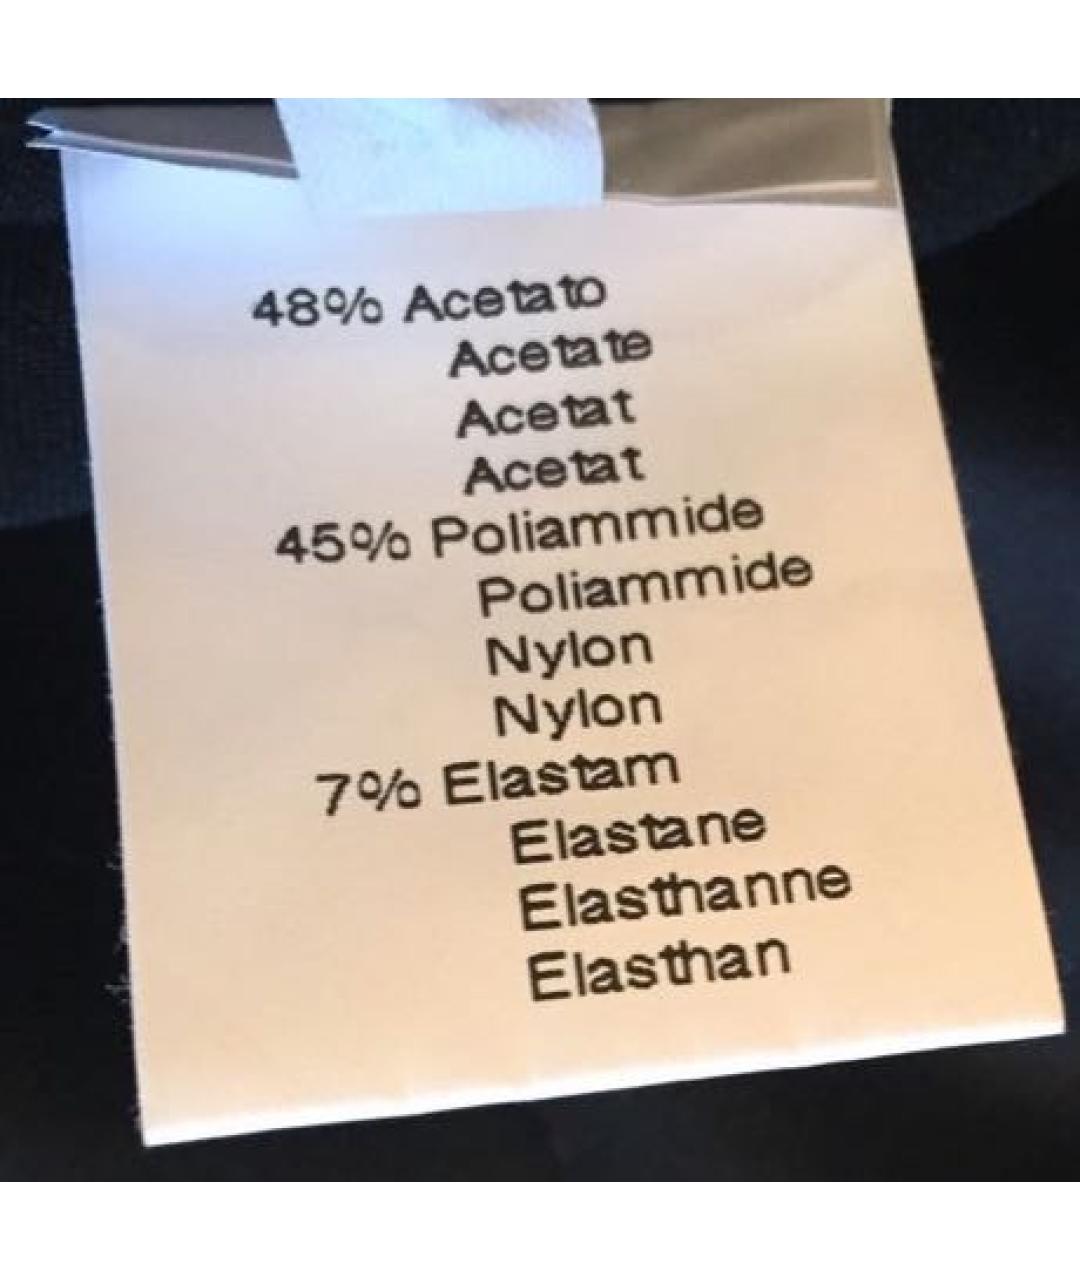 48% Acetato
Acetate
Acetat
Acetat
45% Poliammide
Poliammide
Nylon
Nylon
7% Elastam
Elastane
Elasthanne
Elasthan